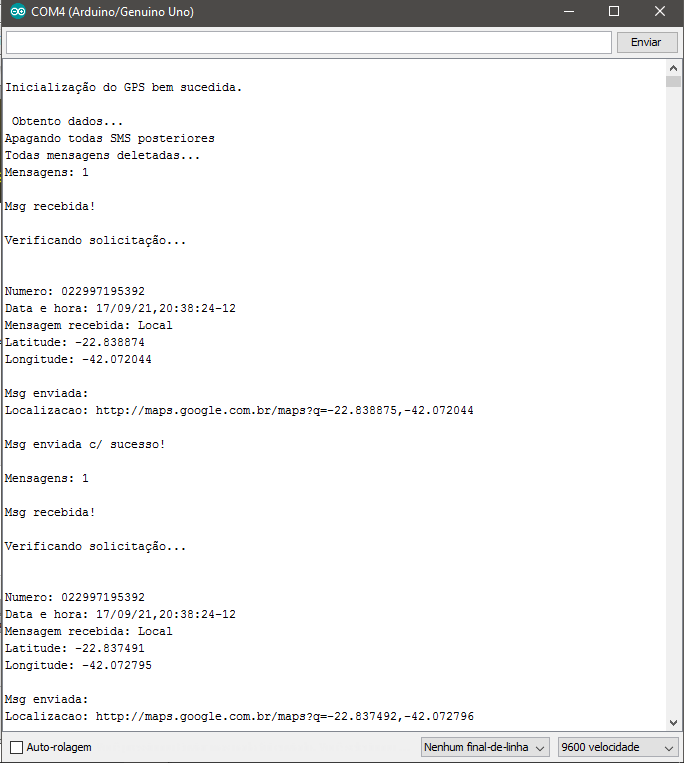 COM4 (Arduino/Genuino Uno)
Enviar
Inicialização do GPS bem sucedida.
Obtento dados...
Apagando todas SMS posteriores
Todas mensagens deletadas...
Mensagens: 1
Msg recebida!
Verificando solicitação...
Numero: 022997195392
Data e hora: 17/09/21,20:38:24-12
Mensagem recebida: Local
Latitude: -22.838874
Longitude: -42.072044
Msg enviada:
Localizacao: http://maps.google.com.br/maps?q=-22.838875,-42.072044
Msg enviada c/ sucesso!
Mensagens: 1
Msg recebida!
Verificando solicitação...
Numero: 022997195392
Data e hora: 17/09/21,20:38:24-12
Mensagem recebida: Local
Latitude: -22.837491
Longitude: -42.072795
Msg enviada:
Localizacao: http://maps.google.com.br/maps?q=-22.837492,-42.072796
Auto-rolagem
Nenhum final-de-linha
9600 velocidade